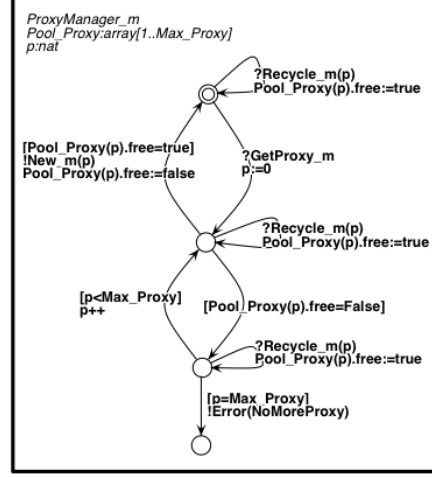 ProxyManager_m
Pool_Proxy:array[1..Max_Proxy]
p:nat
?Recycle_m(p)
Pool_Proxy(p).free:=true
[Pool_Proxy(p).free=true]
!New_m(p)
Pool_Proxy(p).free:=false
?GetProxy_m
p:=0
?Recycle_m(p)
Pool_Proxy(p).free:=true
[p<Max_Proxy]
p++
[Pool_Proxy(p).free=False]
?Recycle_m(p)
Pool_Proxy(p).free:=true
[p=Max_Proxy]
!Error(NoMoreProxy)